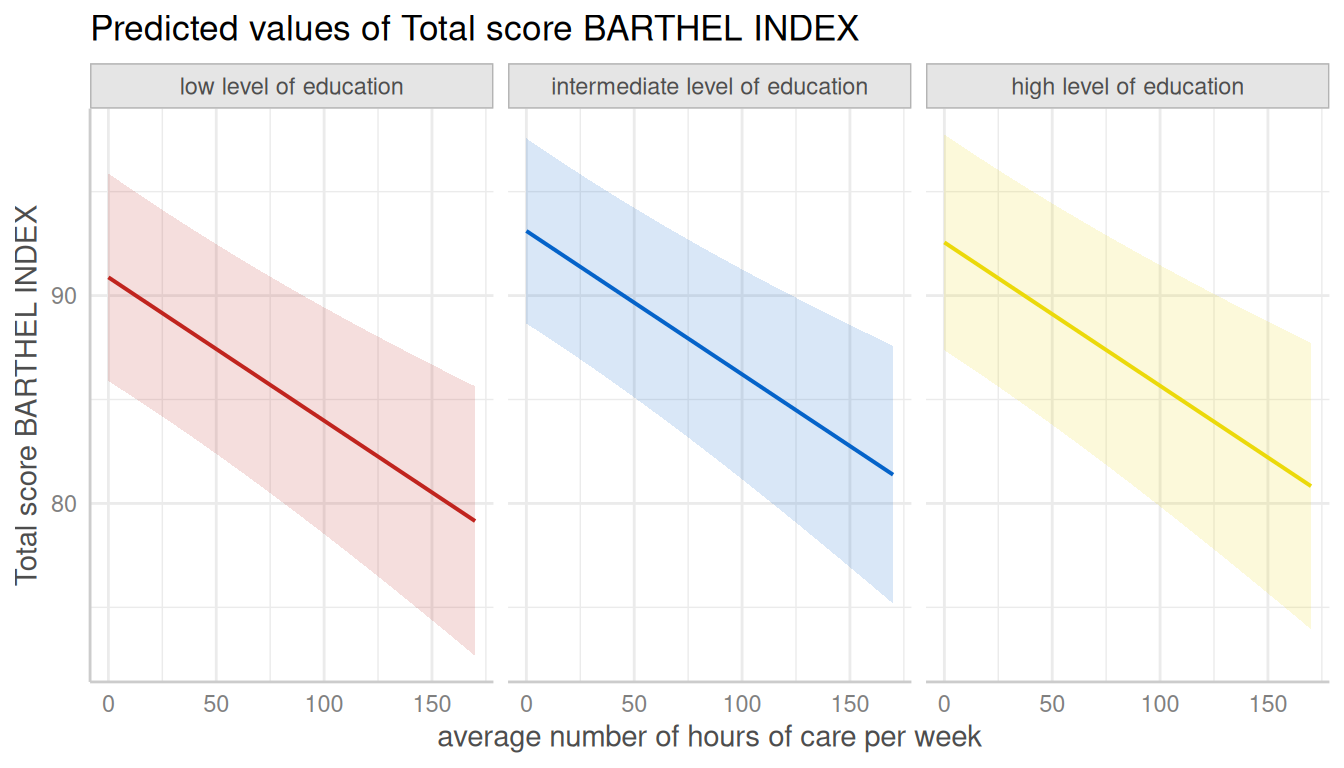 Predicted values of Total score BARTHEL INDEX
low level of education
intermediate level of education
high level of education
Total score BARTHEL INDEX
90
80
0 50 100 150
0 50 100 150
0 50 100 150
average number of hours of care per week